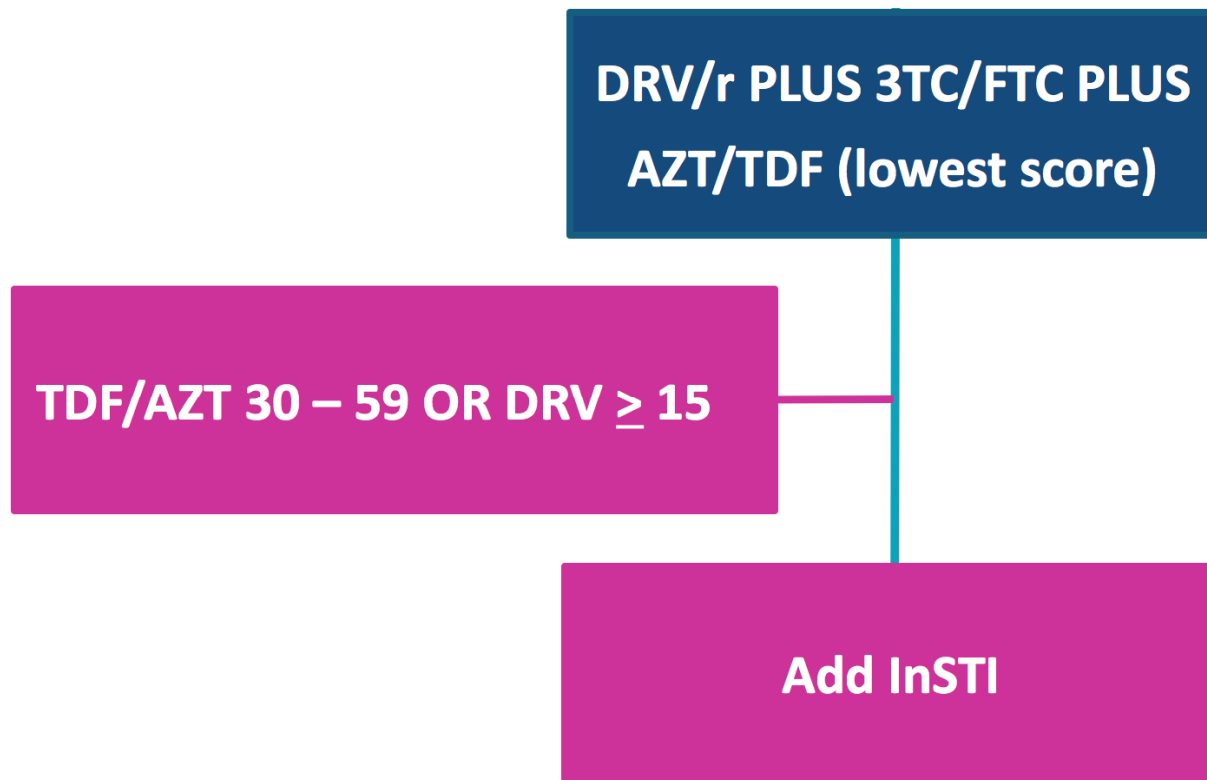 DRV/r PLUS 3TC/FTC PLUS
AZT/TDF (lowest score)
TDF/AZT 30 – 59 OR DRV ≥ 15
Add InSTI